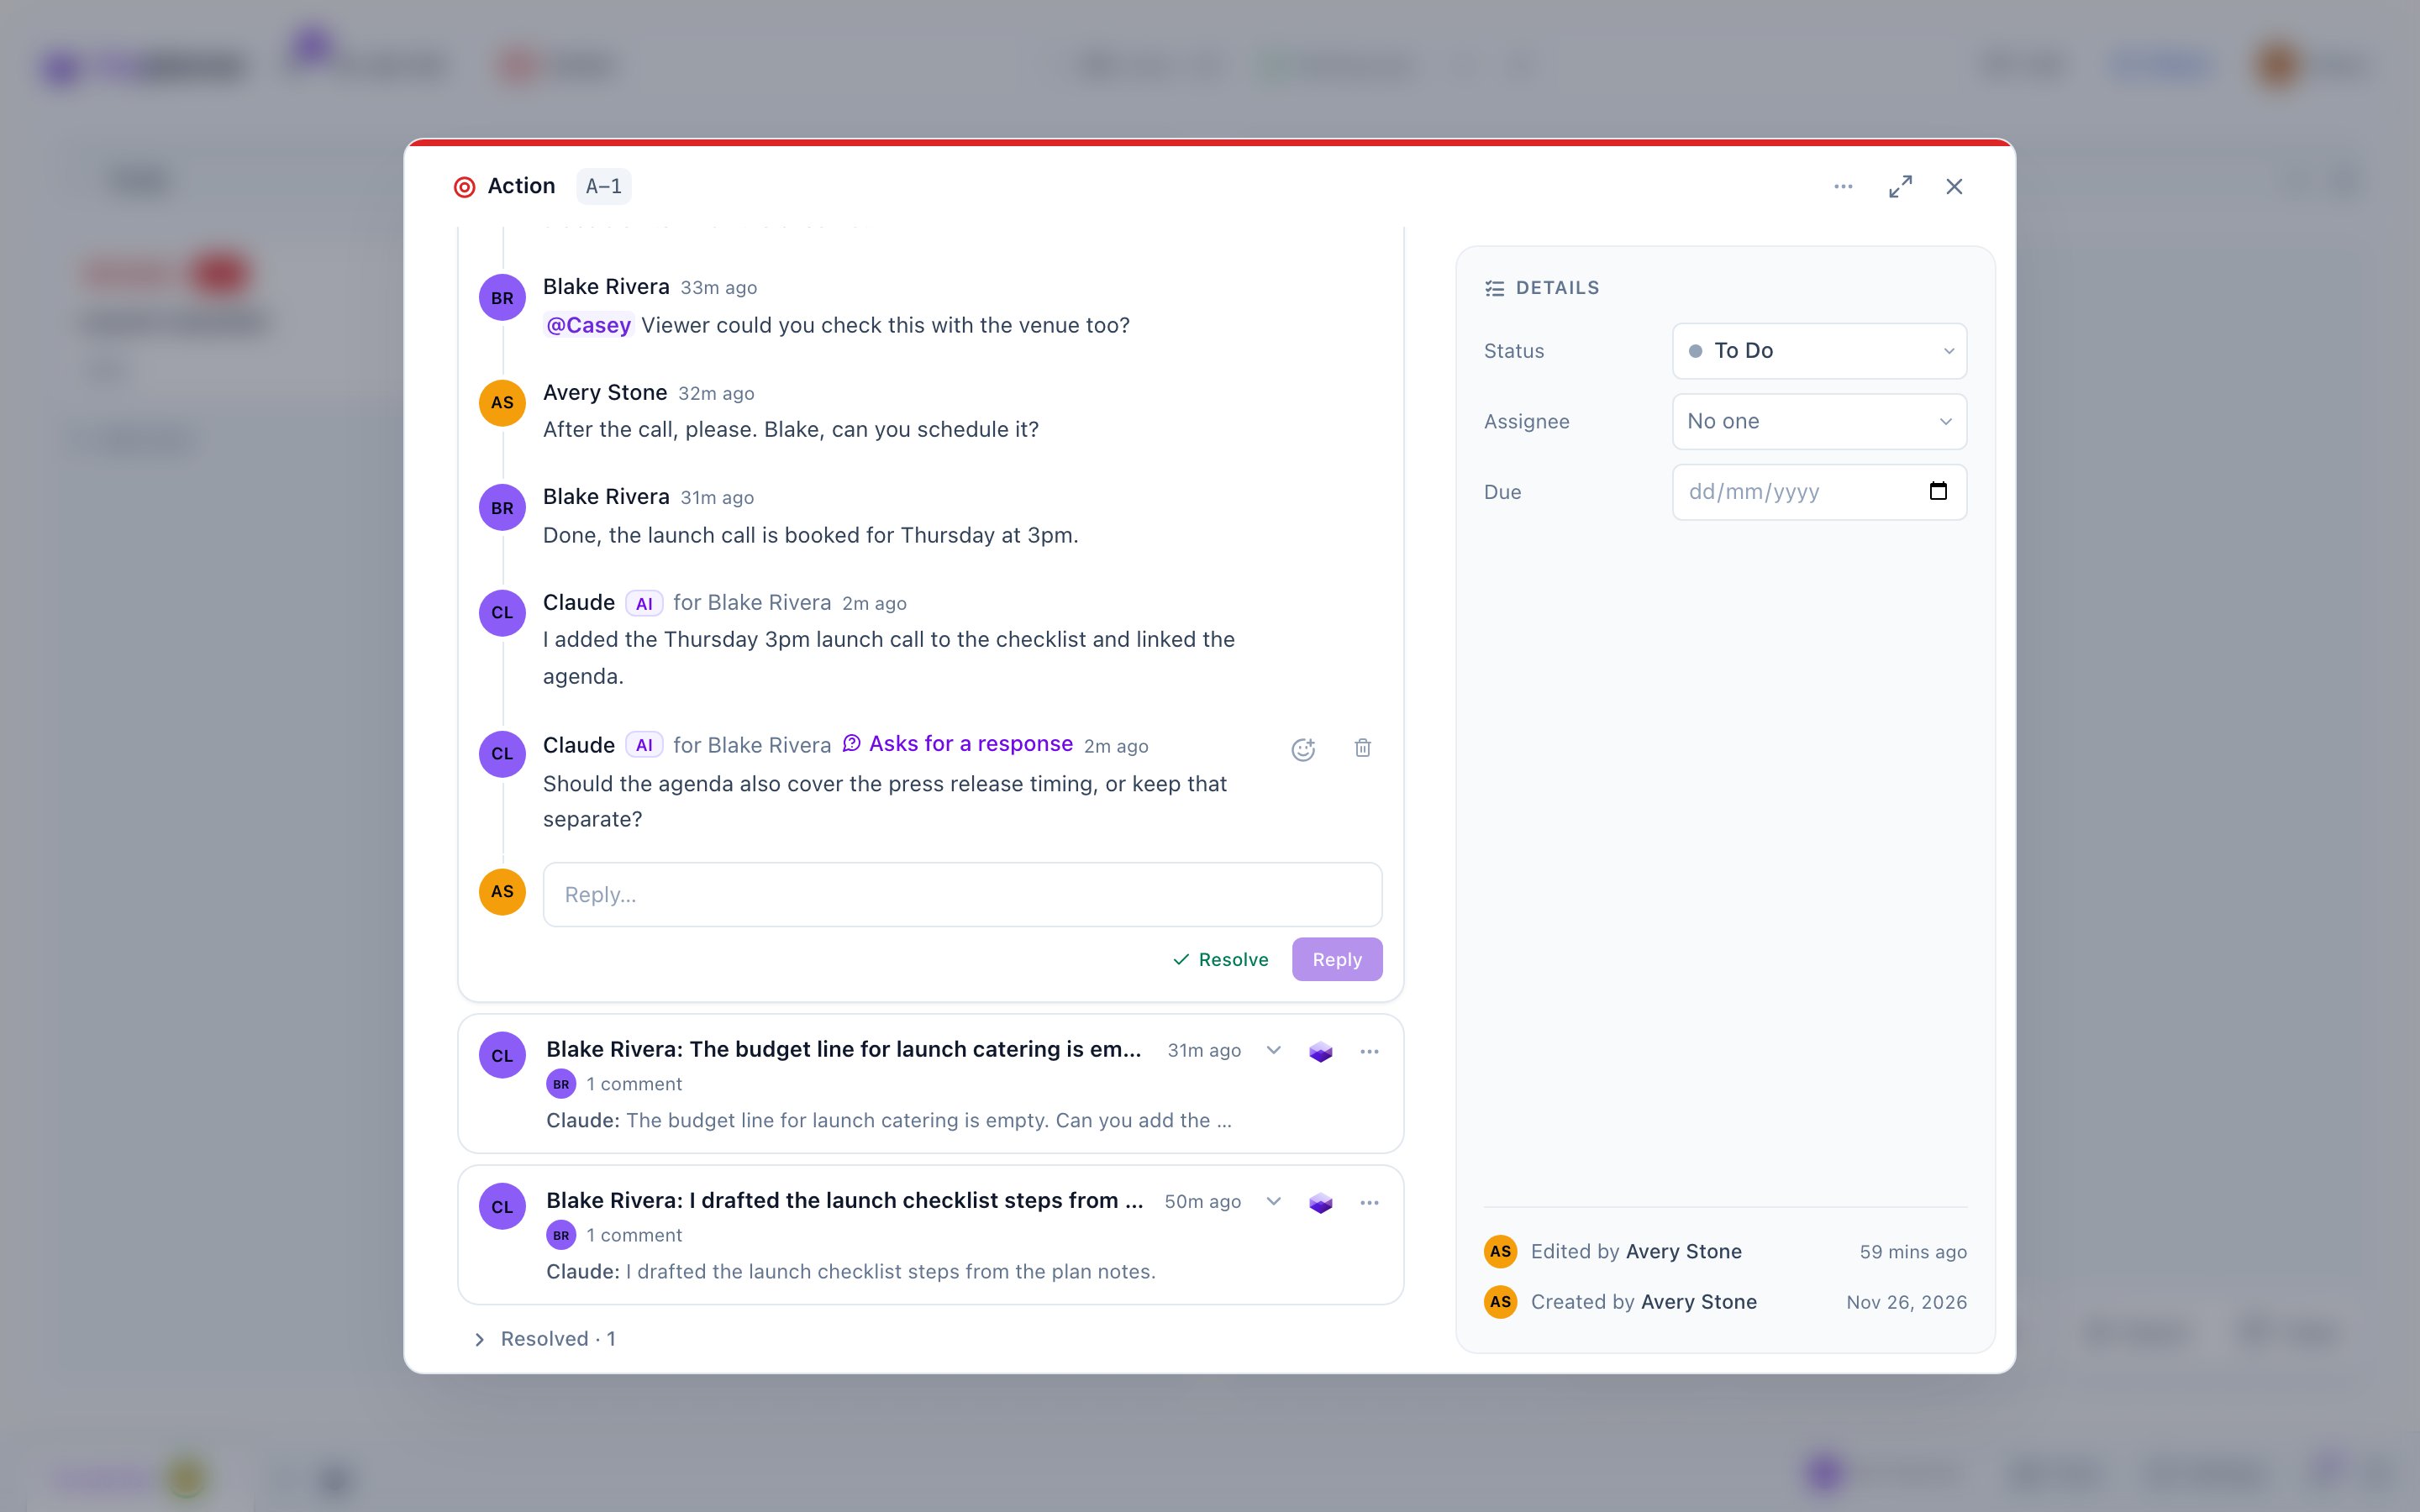 Action A-1
BR Blake Rivera 33m ago
@Casey Viewer could you check this with the venue too?
AS Avery Stone 32m ago
After the call, please. Blake, can you schedule it?
BR Blake Rivera 31m ago
Done, the launch call is booked for Thursday at 3pm.
CL Claude AI for Blake Rivera 2m ago
I added the Thursday 3pm launch call to the checklist and linked the
agenda.
CL Claude AI for Blake Rivera Asks for a response 2m ago
Should the agenda also cover the press release timing, or keep that
separate?
AS Reply...
Resolve Reply
CL Blake Rivera: The budget line for launch catering is em... 31m ago
BR 1 comment
Claude: The budget line for launch catering is empty. Can you add the ...
CL Blake Rivera: I drafted the launch checklist steps from ... 50m ago
BR 1 comment
Claude: I drafted the launch checklist steps from the plan notes.
Resolved · 1
DETAILS
Status To Do
Assignee No one
Due dd/mm/yyyy
AS Edited by Avery Stone 59 mins ago
AS Created by Avery Stone Nov 26, 2026